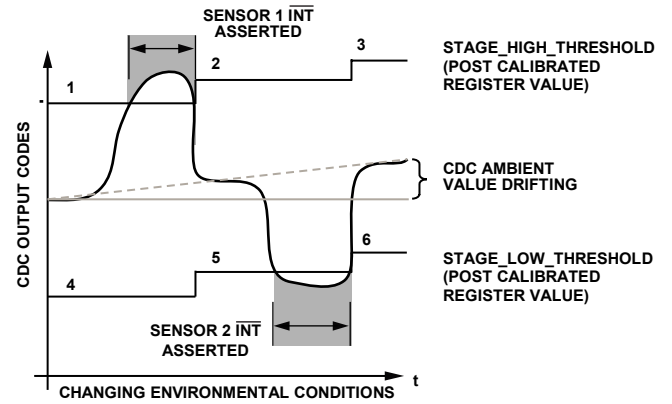 SENSOR 1 INT
ASSERTED
1
2
3
STAGE_HIGH_THRESHOLD
(POST CALIBRATED
REGISTER VALUE)
CDC OUTPUT CODES
CDC AMBIENT
VALUE DRIFTING
4
5
6
STAGE_LOW_THRESHOLD
(POST CALIBRATED
REGISTER VALUE)
SENSOR 2 INT
ASSERTED
CHANGING ENVIRONMENTAL CONDITIONS
t